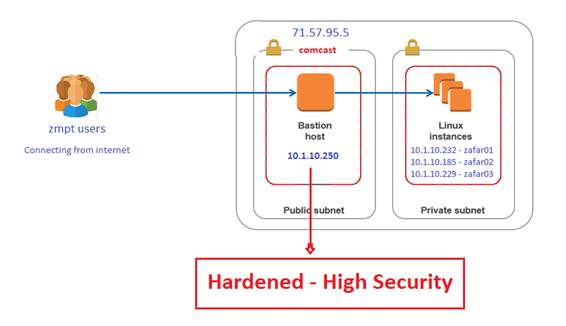 71.57.95.5
comcast
zmpt users
Connecting from internet
Bastion
host
10.1.10.250
Public subnet
Linux
instances
10.1.10.232 - zafar01
10.1.10.185 - zafar02
10.1.10.229 - zafar03
Private subnet
Hardened - High Security